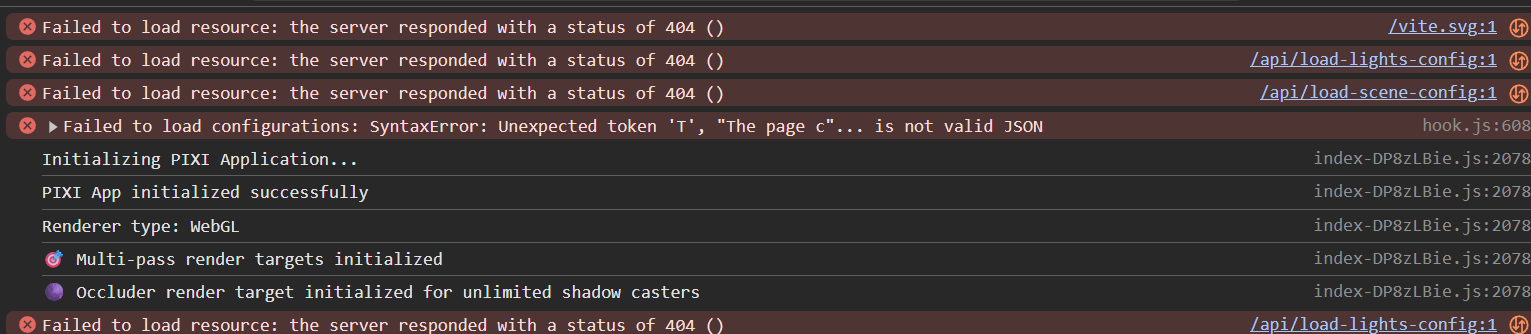 Failed to load resource: the server responded with a status of 404 () /vite.svg:1
Failed to load resource: the server responded with a status of 404 () /api/load-lights-config:1
Failed to load resource: the server responded with a status of 404 () /api/load-scene-config:1
Failed to load configurations: SyntaxError: Unexpected token 'T', "The page c"... is not valid JSON hook.js:608
Initializing PIXI Application... index-DP8zLBie.js:2078
PIXI App initialized successfully index-DP8zLBie.js:2078
Renderer type: WebGL index-DP8zLBie.js:2078
🎯 Multi-pass render targets initialized index-DP8zLBie.js:2078
Occluder render target initialized for unlimited shadow casters index-DP8zLBie.js:2078
Failed to load resource: the server responded with a status of 404 () /api/load-lights-config:1